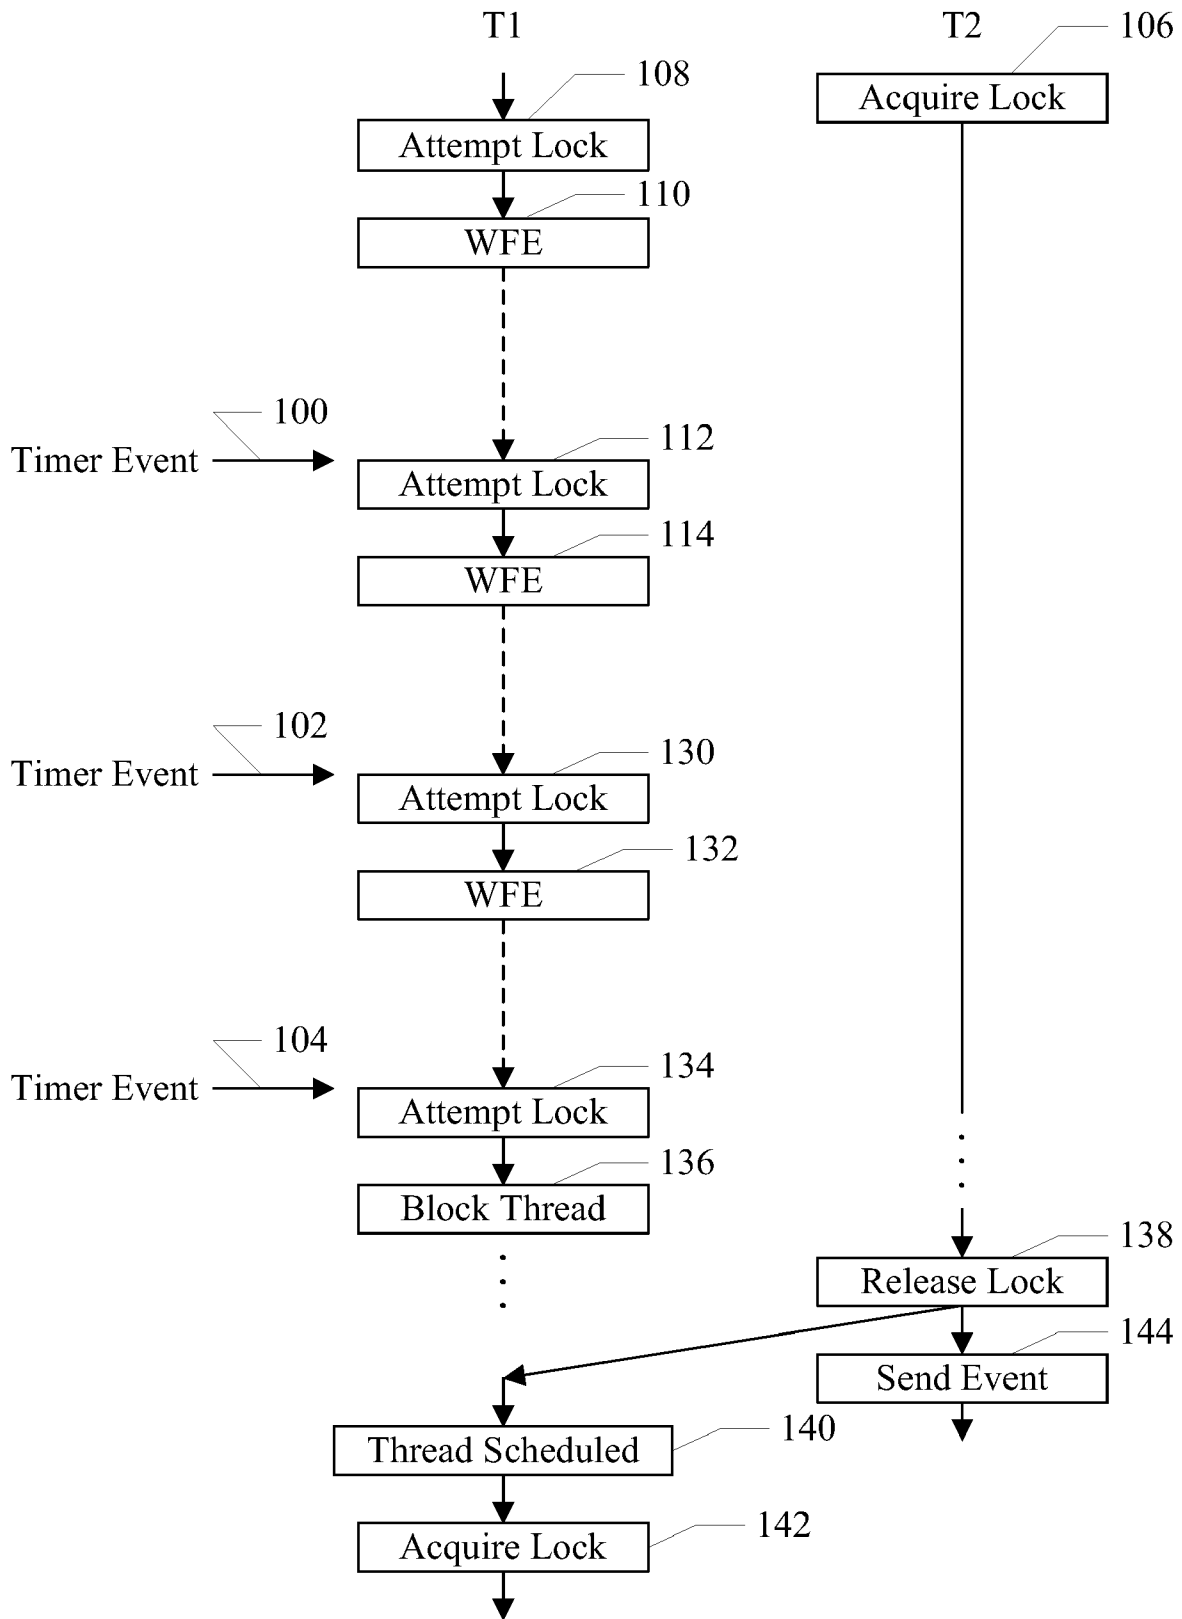 T1
T2
106
108
Acquire Lock
Attempt Lock
110
WFE
100
112
Timer Event
Attempt Lock
114
WFE
102
130
Timer Event
Attempt Lock
132
WFE
104
134
Timer Event
Attempt Lock
136
Block Thread
138
Release Lock
144
Send Event
140
Thread Scheduled
142
Acquire Lock